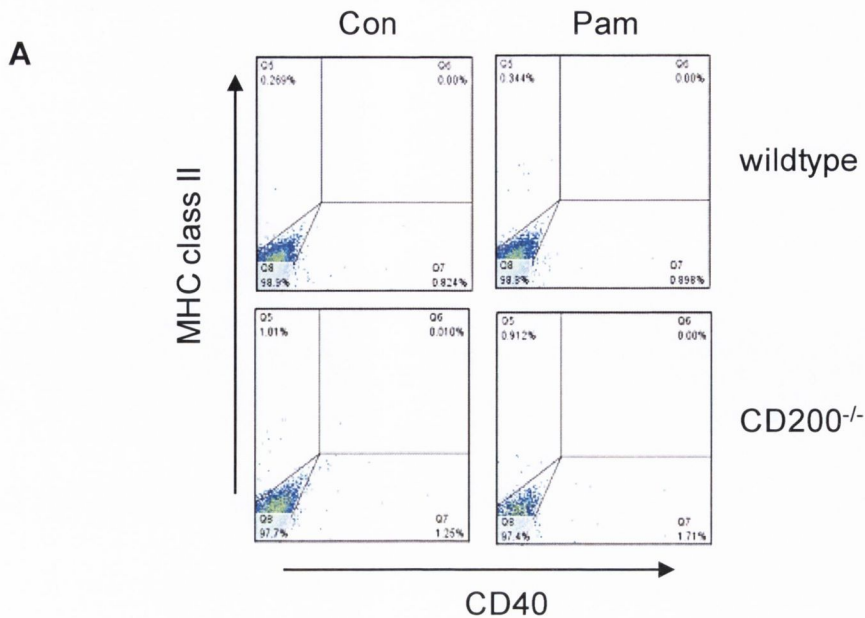 A
Con
Pam
MHC class II
Q5
0.269%
Q6
0.00%
Q8
98.9%
Q7
0.824%
Q5
0.344%
Q6
0.00%
Q8
98.8%
Q7
0.898%
wildtype
Q5
1.01%
Q6
0.010%
Q8
97.7%
Q7
1.25%
Q5
0.912%
Q6
0.00%
Q8
97.4%
Q7
1.71%
CD200-/-
CD40